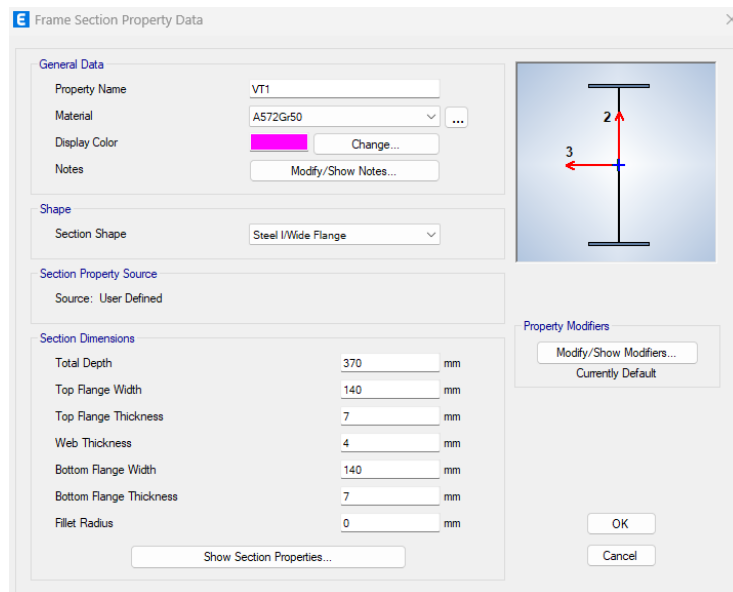 E Frame Section Property Data
General Data
Property Name VT1
Material A572Gr50 ...
Display Color Change...
Notes Modify/Show Notes...
Shape
Section Shape Steel I/Wide Flange
Section Property Source
Source: User Defined
Section Dimensions
Total Depth 370 mm
Top Flange Width 140 mm
Top Flange Thickness 7 mm
Web Thickness 4 mm
Bottom Flange Width 140 mm
Bottom Flange Thickness 7 mm
Fillet Radius 0 mm
Show Section Properties...
2
3
Property Modifiers
Modify/Show Modifiers...
Currently Default
OK
Cancel